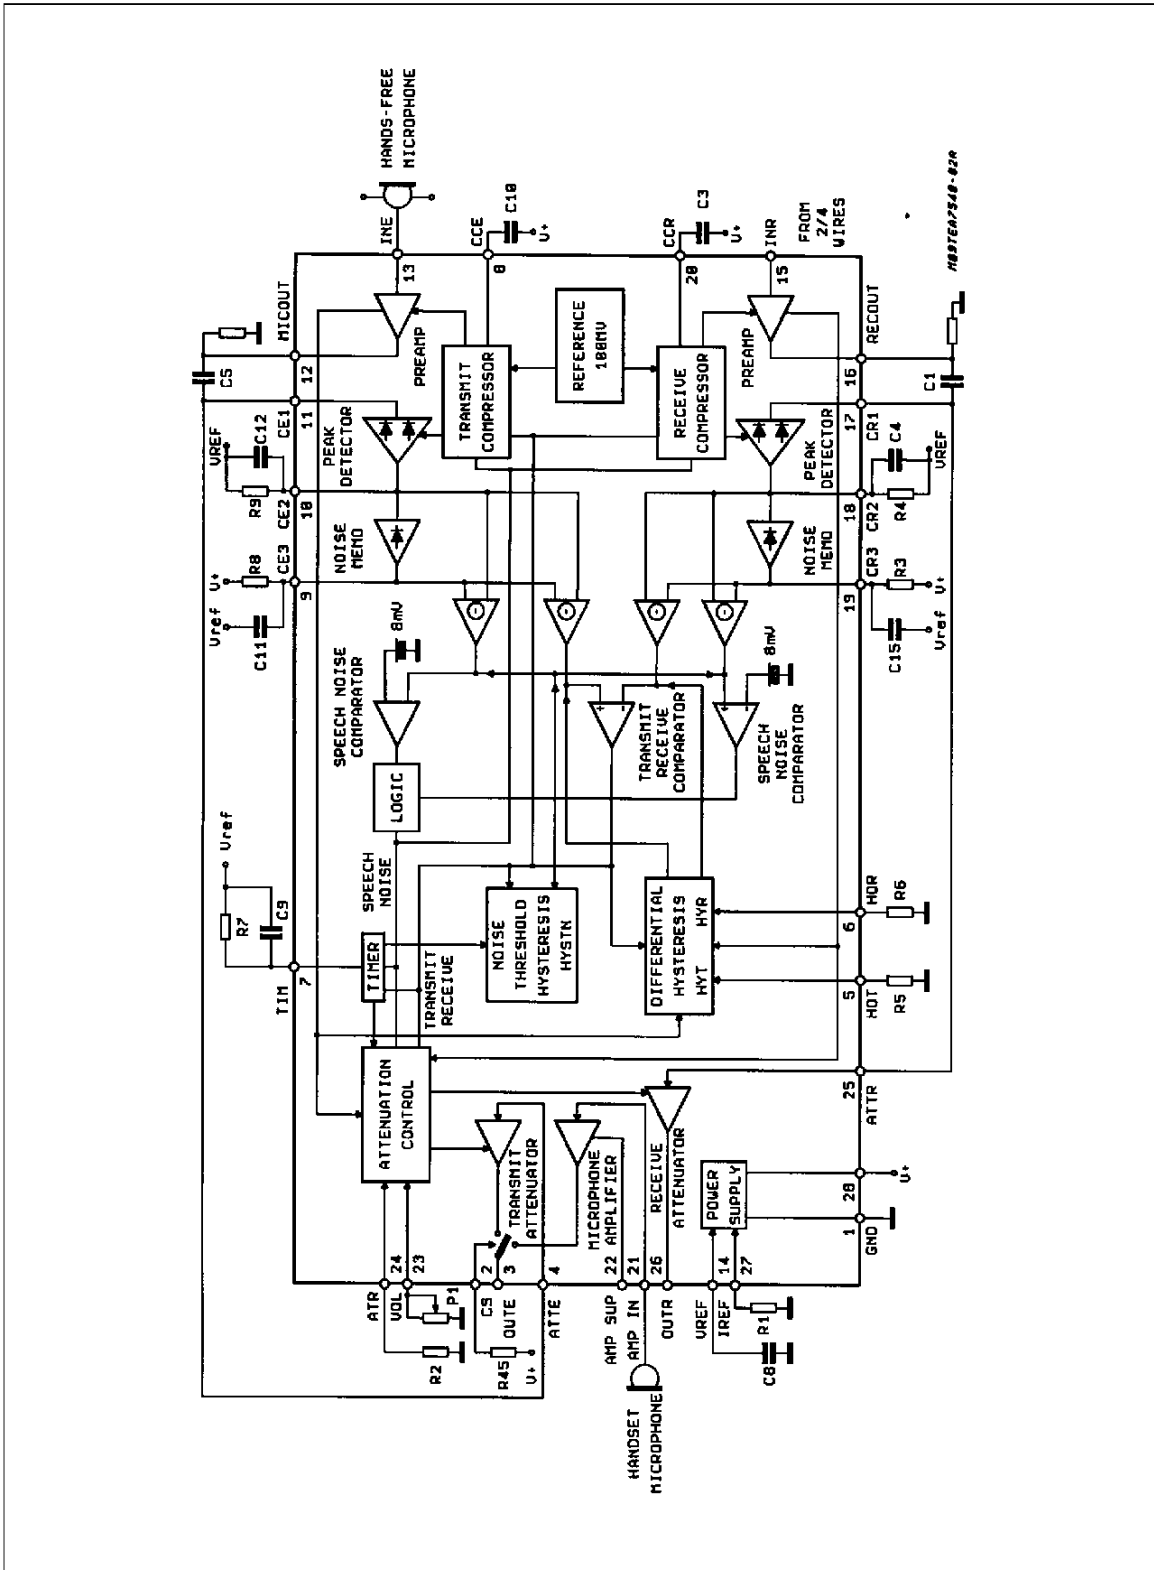 HANDS-FREE
MICROPHONE
INE
CCE
C10
V+
CCR
C3
V+
INR
FROM
2/4
WIRES
M89TEA7540-02A
13
8
20
15
MICOUT
12
PREAMP
TRANSMIT
COMPRESSOR
REFERENCE
100MV
RECEIVE
COMPRESSOR
PREAMP
RECOUT
16
C5
C1
CE1
11
PEAK
DETECTOR
PEAK
DETECTOR
17
CR1
VREF
C12
R9
CE2
10
18
CR2
C4
R4
VREF
NOISE
MEMO
NOISE
MEMO
V+
R8
CE3
9
19
CR3
R3
V+
Vref
C11
C15
Vref
8mV
8mV
SPEECH NOISE
COMPARATOR
TRANSMIT
RECEIVE
COMPARATOR
SPEECH
NOISE
COMPARATOR
LOGIC
SPEECH
NOISE
Vref
R7
C9
TIM
7
TIMER
TRANSMIT
RECEIVE
NOISE
THRESHOLD
HYSTERESIS
HYSTN
DIFFERENTIAL
HYSTERESIS
HYT HYR
6
HOR
R6
5
HOT
R5
ATTENUATION
CONTROL
TRANSMIT
ATTENUATOR
MICROPHONE
AMPLIFIER
RECEIVE
ATTENUATOR
POWER
SUPPLY
25
ATTR
28
V+
1
GND
24
23
2
3
4
22
21
26
14
27
ATR
VOL
P1
CS
OUTE
ATTE
AMP SUP
AMP IN
OUTR
VREF
IREF
R2
R45
V+
R1
C8
HANDSET
MICROPHONE